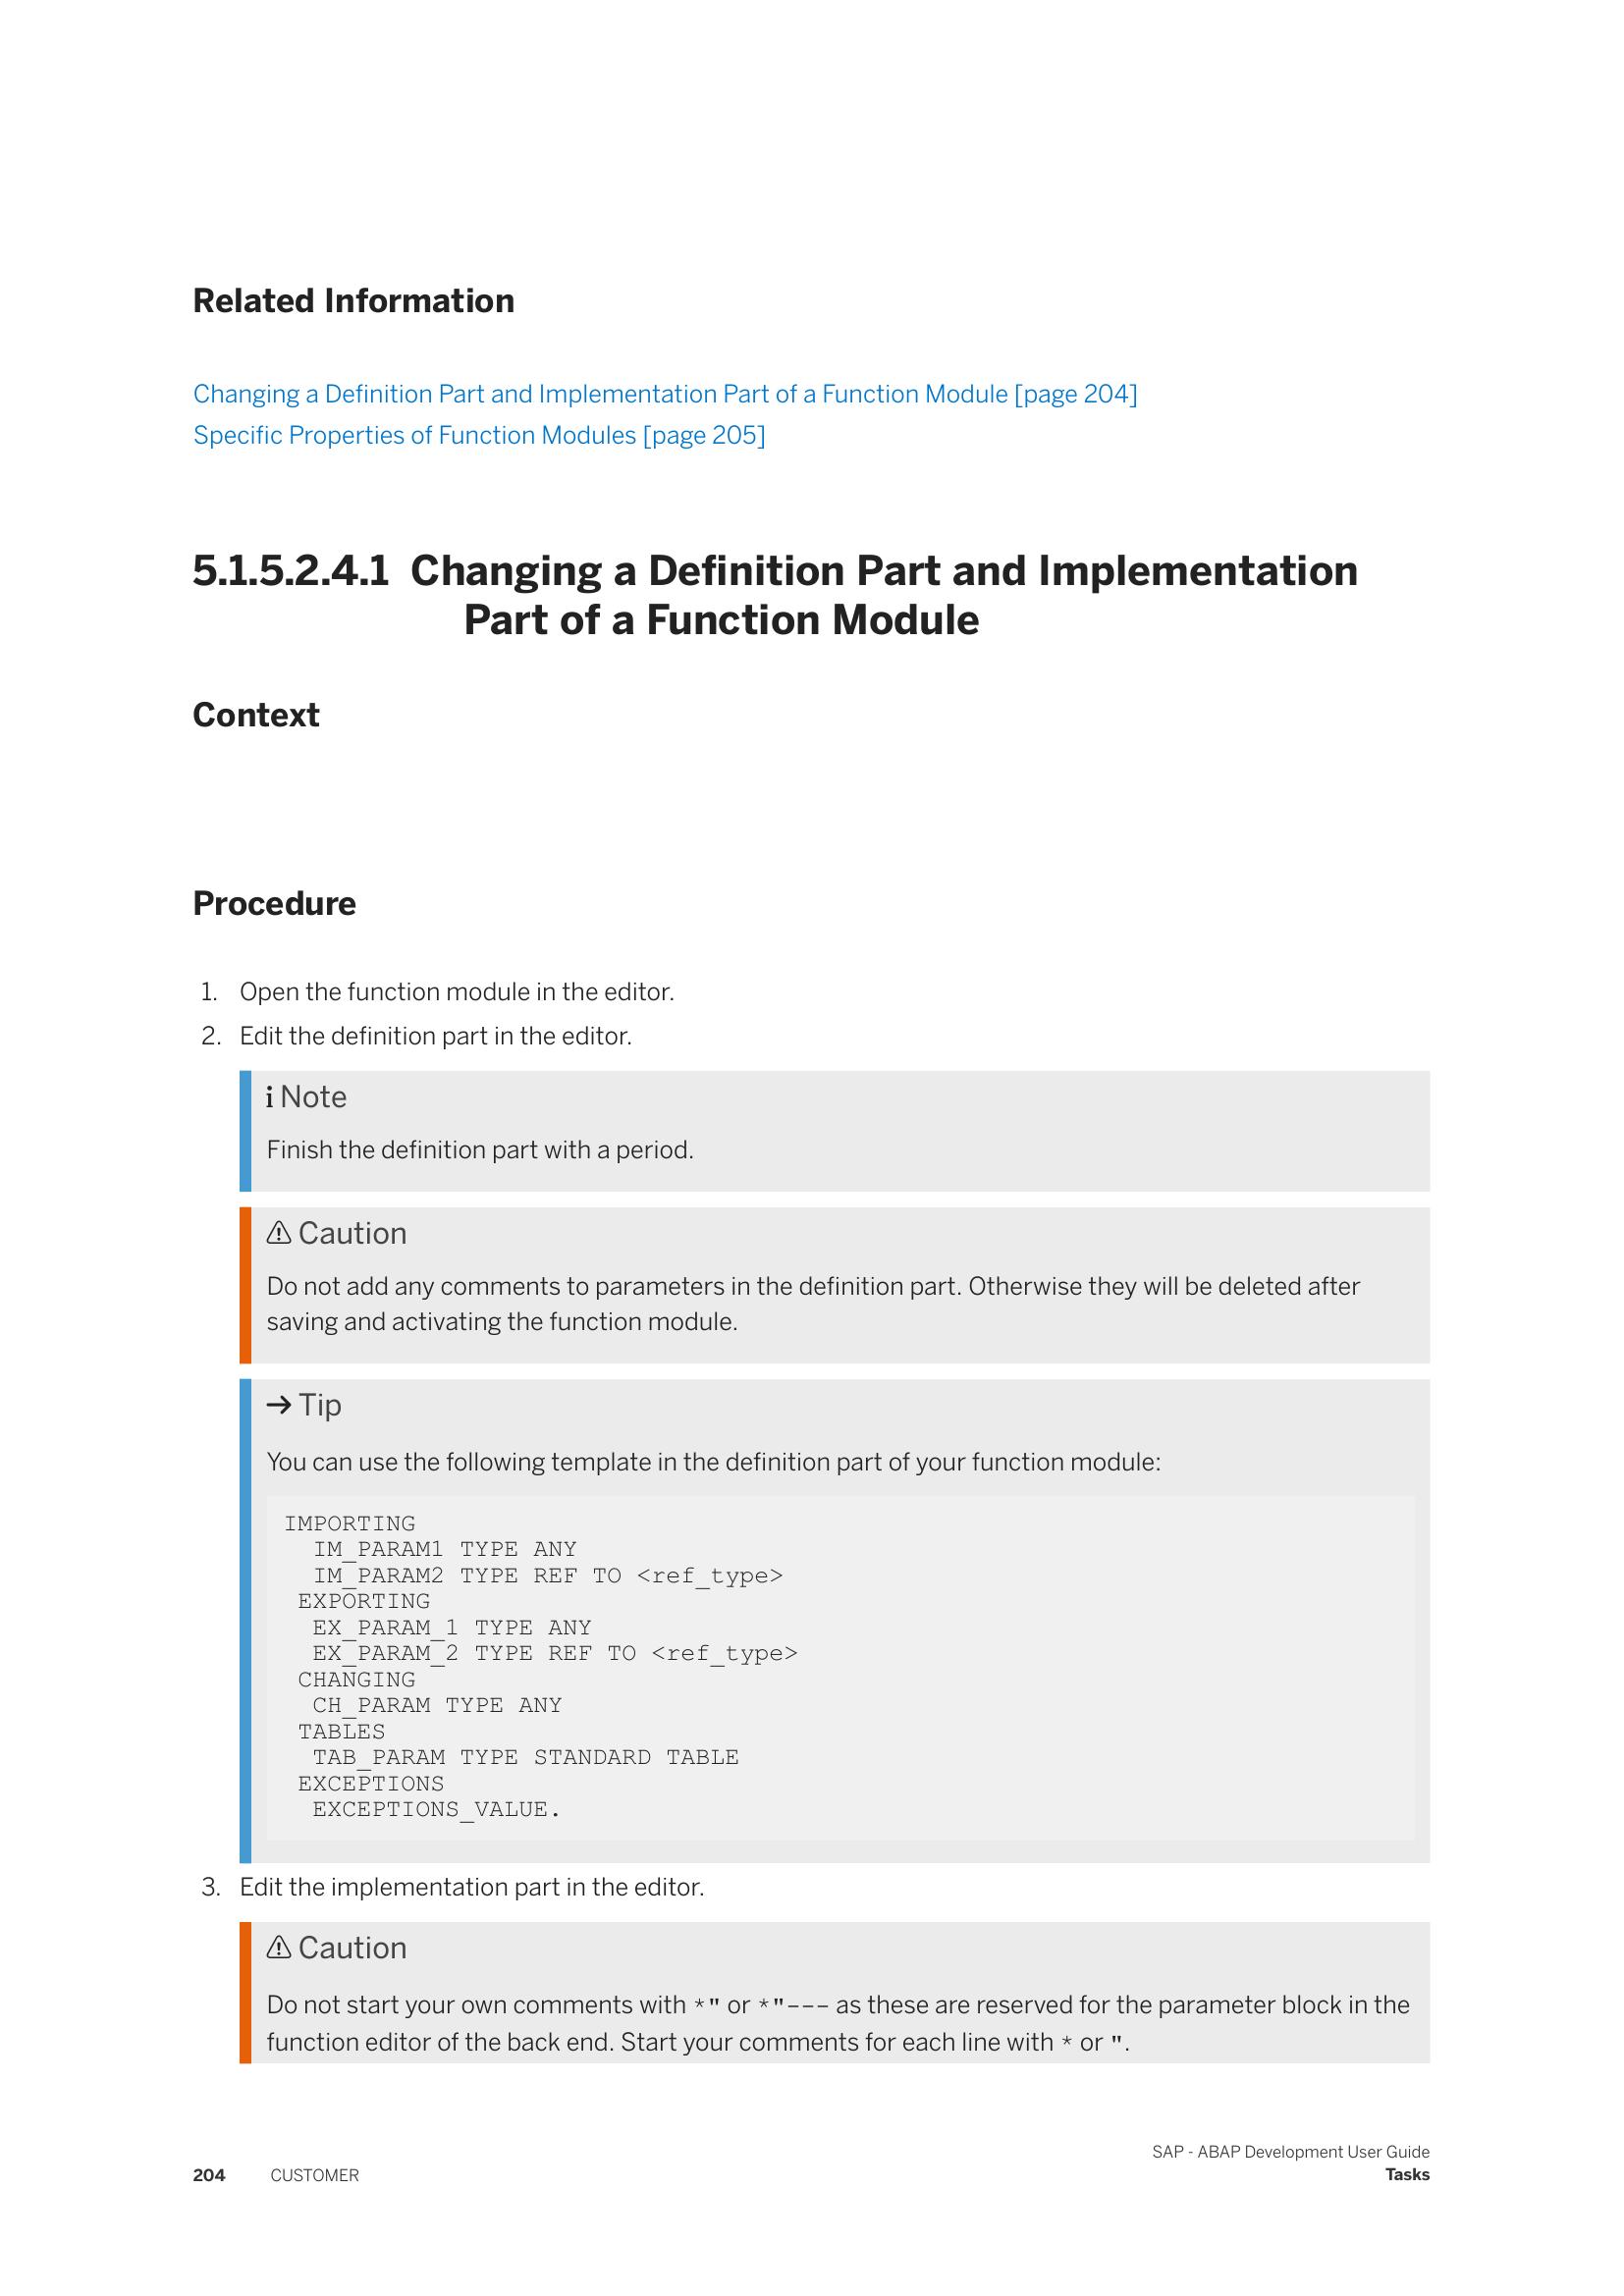 Related Information
Changing a Definition Part and Implementation Part of a Function Module [page 204]
Specific Properties of Function Modules [page 205]
5.1.5.2.4.1 Changing a Definition Part and Implementation
Part of a Function Module
Context
Procedure
1. Open the function module in the editor.
2. Edit the definition part in the editor.
i Note
Finish the definition part with a period.
⚠ Caution
Do not add any comments to parameters in the definition part. Otherwise they will be deleted after
saving and activating the function module.
→ Tip
You can use the following template in the definition part of your function module:
IMPORTING
  IM_PARAM1 TYPE ANY
  IM_PARAM2 TYPE REF TO <ref_type>
 EXPORTING
  EX_PARAM_1 TYPE ANY
  EX_PARAM_2 TYPE REF TO <ref_type>
 CHANGING
  CH_PARAM TYPE ANY
 TABLES
  TAB_PARAM TYPE STANDARD TABLE
 EXCEPTIONS
  EXCEPTIONS_VALUE.
3. Edit the implementation part in the editor.
⚠ Caution
Do not start your own comments with *" or *"--- as these are reserved for the parameter block in the
function editor of the back end. Start your comments for each line with * or ".
SAP - ABAP Development User Guide
204 CUSTOMER Tasks